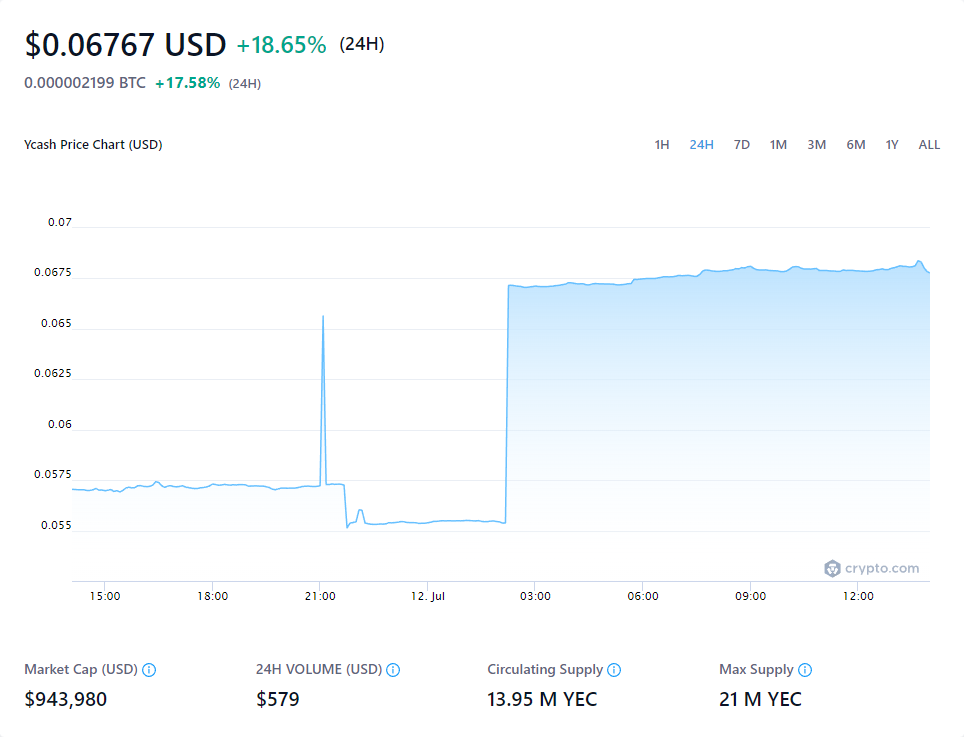 $0.06767 USD +18.65% (24H)
0.000002199 BTC +17.58% (24H)
Ycash Price Chart (USD) 1H 24H 7D 1M 3M 6M 1Y ALL
0.07
0.0675
0.065
0.0625
0.06
0.0575
0.055
crypto.com
15:00 18:00 21:00 12. Jul 03:00 06:00 09:00 12:00
Market Cap (USD) 24H VOLUME (USD) Circulating Supply Max Supply
$943,980 $579 13.95 M YEC 21 M YEC